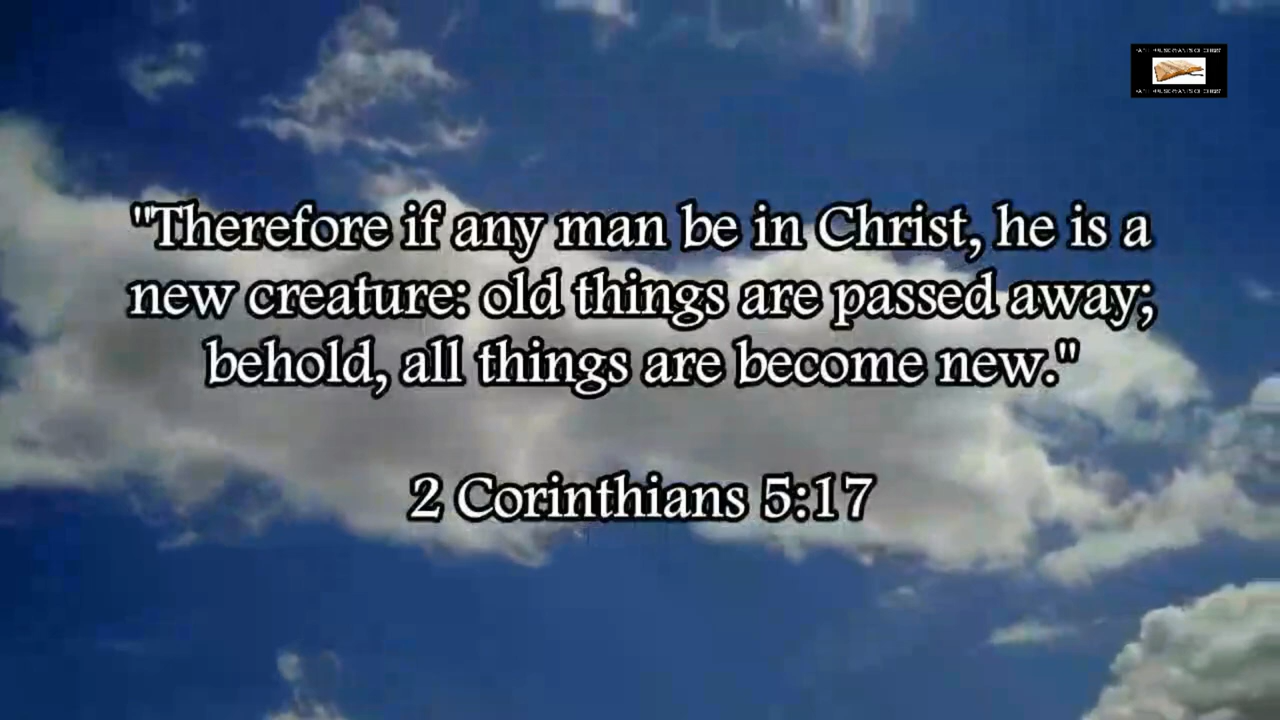 "Therefore if any man be in Christ, he is a
new creature: old things are passed away;
behold, all things are become new."
2 Corinthians 5:17